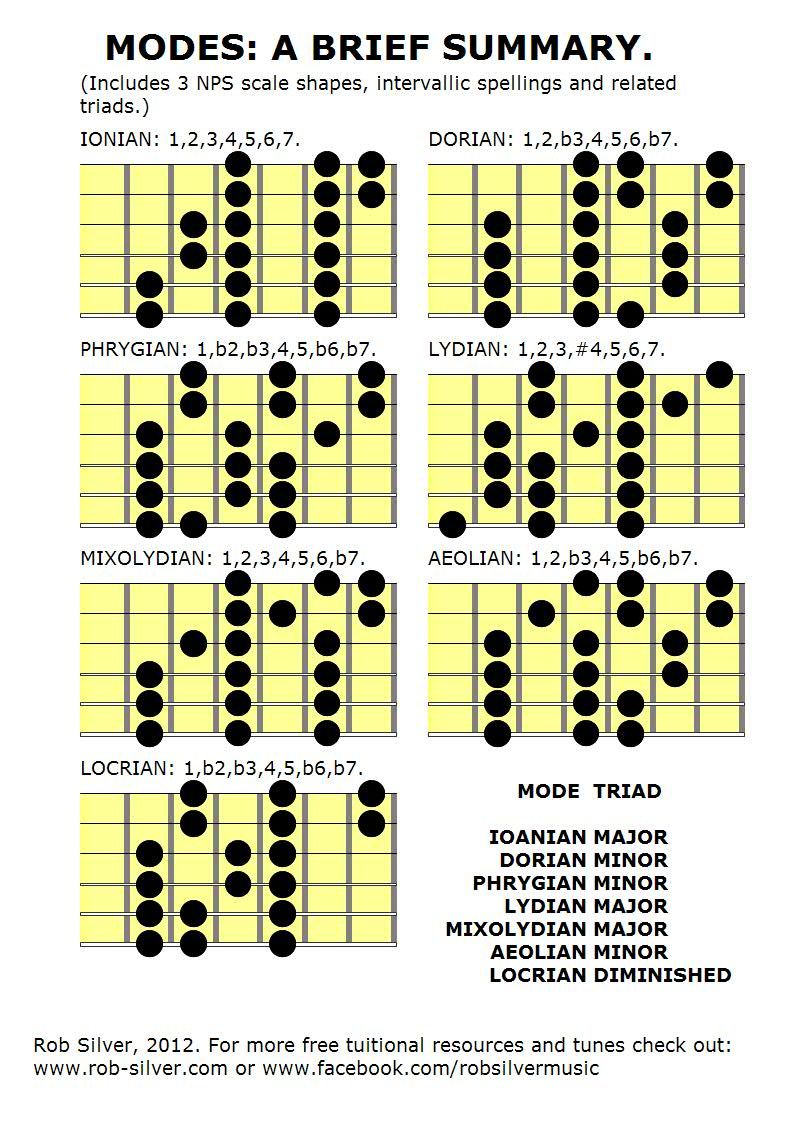 MODES: A BRIEF SUMMARY.
(Includes 3 NPS scale shapes, intervallic spellings and related
triads.)
IONIAN: 1,2,3,4,5,6,7.
DORIAN: 1,2,b3,4,5,6,b7.
PHRYGIAN: 1,b2,b3,4,5,b6,b7.
LYDIAN: 1,2,3,#4,5,6,7.
MIXOLYDIAN: 1,2,3,4,5,6,b7.
AEOLIAN: 1,2,b3,4,5,b6,b7.
LOCRIAN: 1,b2,b3,4,5,b6,b7.
MODE TRIAD
IOANIAN MAJOR
DORIAN MINOR
PHRYGIAN MINOR
LYDIAN MAJOR
MIXOLYDIAN MAJOR
AEOLIAN MINOR
LOCRIAN DIMINISHED
Rob Silver, 2012. For more free tuitional resources and tunes check out:
www.rob-silver.com or www.facebook.com/robsilvermusic